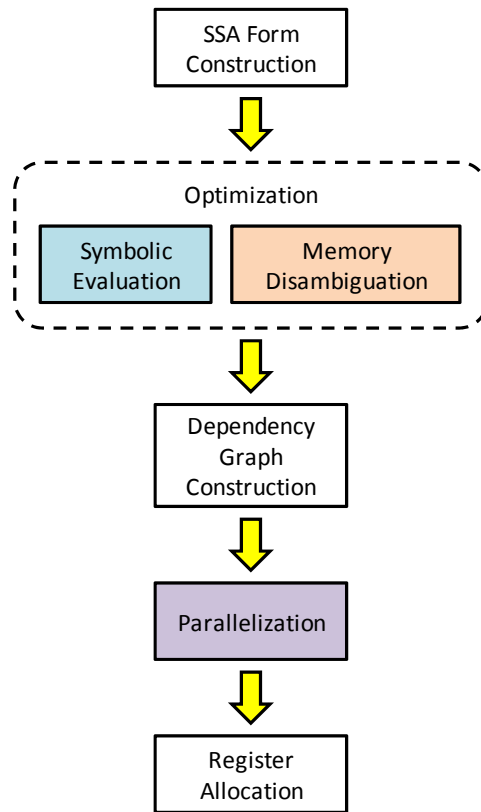 SSA Form
Construction
Optimization
Symbolic
Evaluation
Memory
Disambiguation
Dependency
Graph
Construction
Parallelization
Register
Allocation